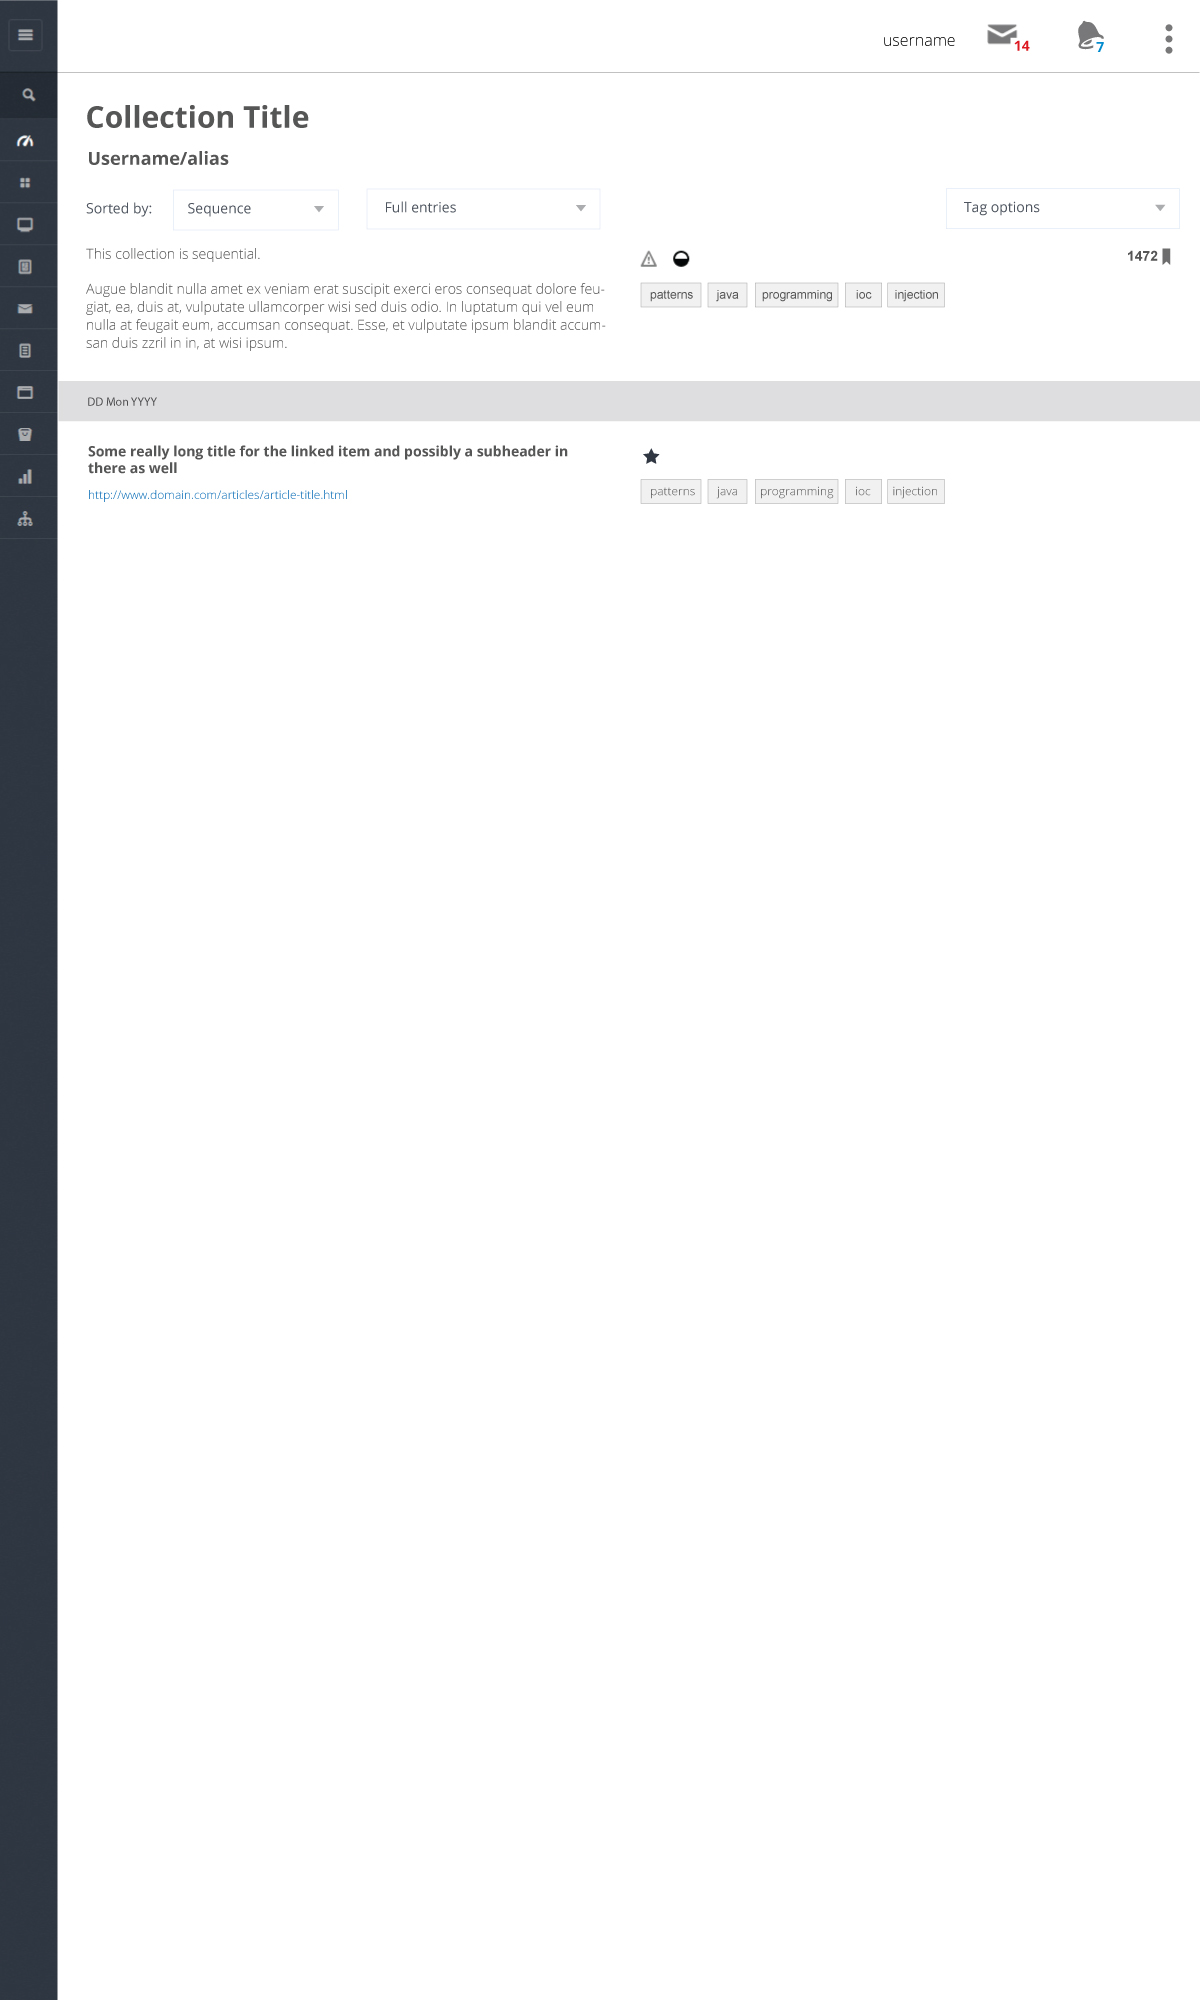 username
14
7
Collection Title
Username/alias
Sorted by:
Sequence
Full entries
Tag options
This collection is sequential.
1472
Augue blandit nulla amet ex veniam erat suscipit exerci eros consequat dolore feu-
giat, ea, duis at, vulputate ullamcorper wisi sed duis odio. In luptatum qui vel eum
nulla at feugait eum, accumsan consequat. Esse, et vulputate ipsum blandit accum-
san duis zzril in in, at wisi ipsum.
patterns
java
programming
ioc
injection
DD Mon YYYY
Some really long title for the linked item and possibly a subheader in
there as well
http://www.domain.com/articles/article-title.html
patterns
java
programming
ioc
injection